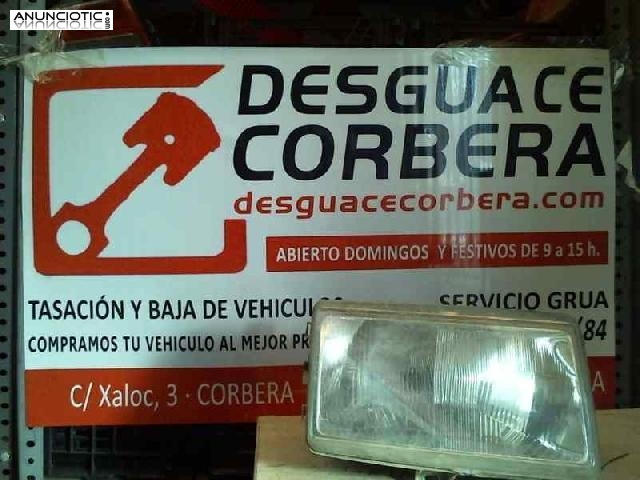 ANUNCIOTIC.com
DESGUACE
CORBERA
desguacecorbera.com
ABIERTO DOMINGOS Y FESTIVOS DE 9 a 15 h.
TASACIÓN Y BAJA DE VEHICUL
SERVICIO GRUA
COMPRAMOS TU VEHICULO AL MEJOR PR
/84
C/ Xaloc, 3 · CORBERA
A